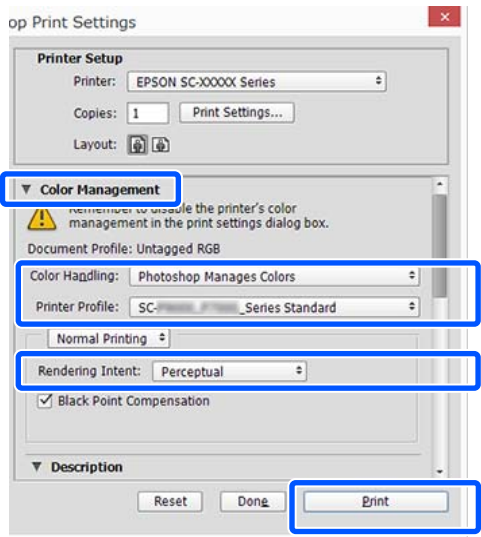 op Print Settings
Printer Setup
Printer: EPSON SC-XXXXX Series
Copies: 1 Print Settings...
Layout:
Color Management
Remember to disable the printer's color
management in the print settings dialog box.
Document Profile: Untagged RGB
Color Handling: Photoshop Manages Colors
Printer Profile: SC- _Series Standard
Normal Printing
Rendering Intent: Perceptual
Black Point Compensation
Description
Reset Done Print